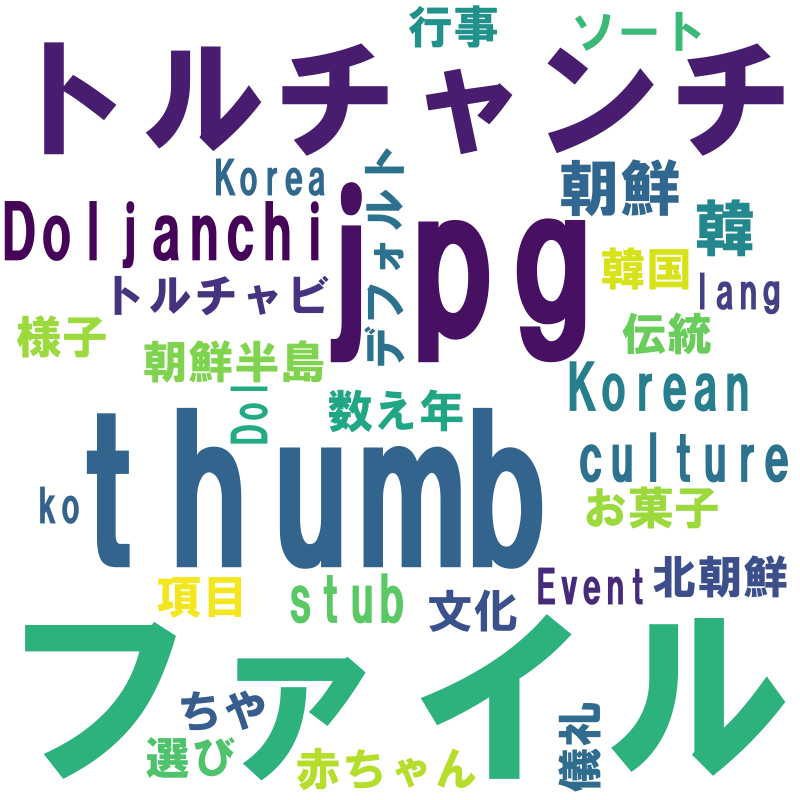 行事
ソート
トルチャンチ
Korea
デフォルト
朝鮮
Doljanchi
jpg
韓
韓国
lang
トルチャビ
様子
朝鮮半島
伝統
Dol
数え年
Korean
thumb
culture
ko
お菓子
項目
stub
文化
Event
北朝鮮
ファイル
ちや
選び
赤ちゃん
儀礼